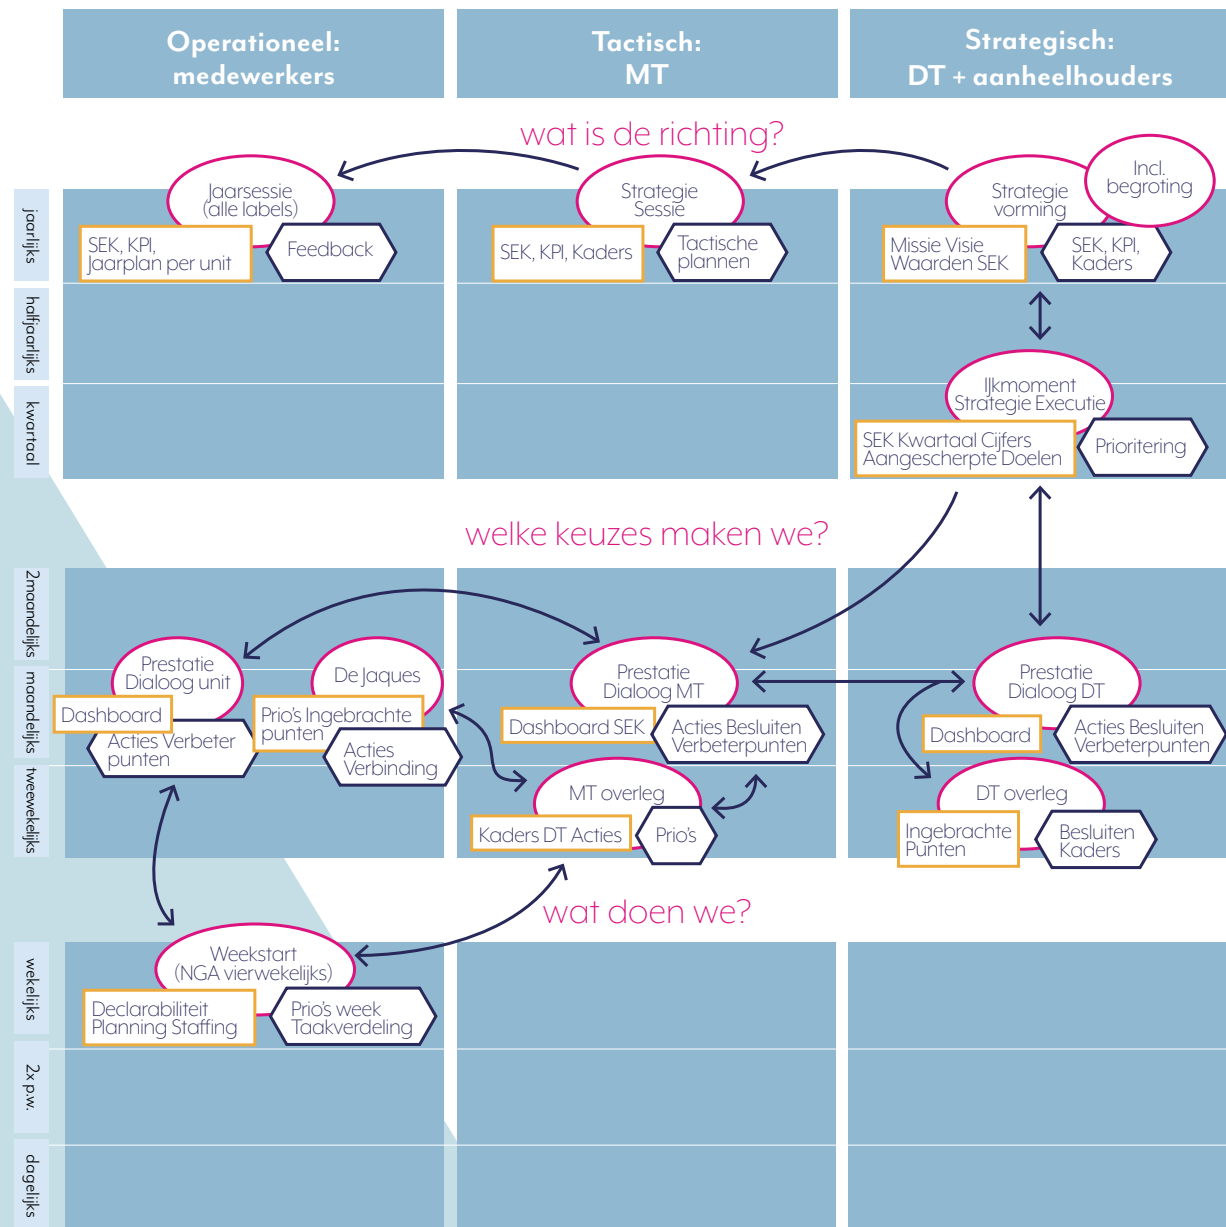 Operationeel:
medewerkers
Tactisch:
MT
Strategisch:
DT + aanheelhouders
wat is de richting?
jaarlijks
Jaarsessie
(alle labels)
SEK, KPI,
Jaarplan per unit
Feedback
Strategie
Sessie
SEK, KPI, Kaders
Tactische
plannen
Strategie
vorming
Incl.
begroting
Missie Visie
Waarden SEK
SEK, KPI,
Kaders
halfjaarlijks
kwartaal
Ijkmoment
Strategie Executie
SEK Kwartaal Cijfers
Aangescherpte Doelen
Prioritering
welke keuzes maken we?
2maandelijks
maandelijks
Prestatie
Dialoog unit
Dashboard
Acties Verbeter
punten
De Jaques
Prio's Ingebrachte
punten
Acties
Verbinding
Prestatie
Dialoog MT
Dashboard SEK
Acties Besluiten
Verbeterpunten
Prestatie
Dialoog DT
Dashboard
Acties Besluiten
Verbeterpunten
tweewekelijks
MT overleg
Kaders DT Acties
Prio's
DT overleg
Ingebrachte
Punten
Besluiten
Kaders
wat doen we?
wekelijks
Weekstart
(NGA vierwekelijks)
Declarabiliteit
Planning Staffing
Prio's week
Taakverdeling
2x p.w.
dagelijks